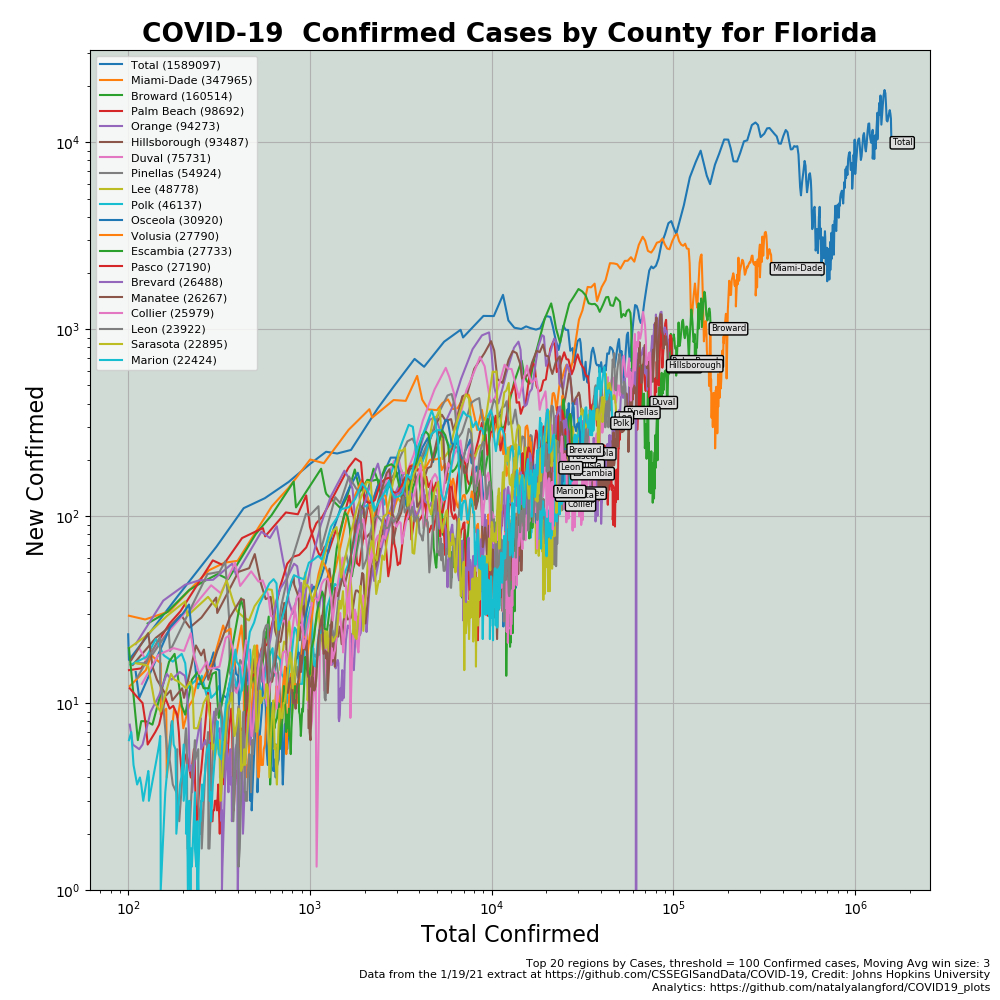 COVID-19  Confirmed Cases by County for Florida
Total (1589097)
Miami-Dade (347965)
Broward (160514)
Palm Beach (98692)
Orange (94273)
Hillsborough (93487)
Duval (75731)
Pinellas (54924)
Lee (48778)
Polk (46137)
Osceola (30920)
Volusia (27790)
Escambia (27733)
Pasco (27190)
Brevard (26488)
Manatee (26267)
Collier (25979)
Leon (23922)
Sarasota (22895)
Marion (22424)
10^4
10^3
10^2
10^1
10^0
New Confirmed
Total
Miami-Dade
Broward
Hillsborough
Duval
Pinellas
Polk
Brevard
Leon
Marion
Collier
10^2
10^3
10^4
10^5
10^6
Total Confirmed
Top 20 regions by Cases, threshold = 100 Confirmed cases, Moving Avg win size: 3
Data from the 1/19/21 extract at https://github.com/CSSEGISandData/COVID-19, Credit: Johns Hopkins University
Analytics: https://github.com/natalyalangford/COVID19_plots